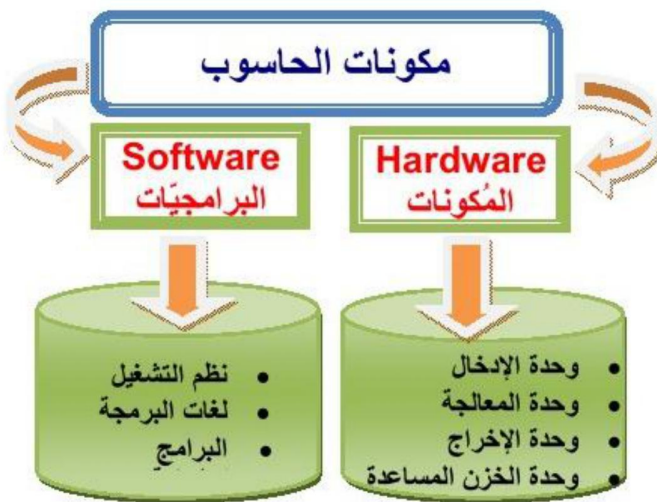 مكونات الحاسوب
Hardware
المُكونات
وحدة الإدخال
وحدة المعالجة
وحدة الإخراج
وحدة الخزن المساعدة
Software
البرامجيّات
نظم التشغيل
لغات البرمجة
البرامج